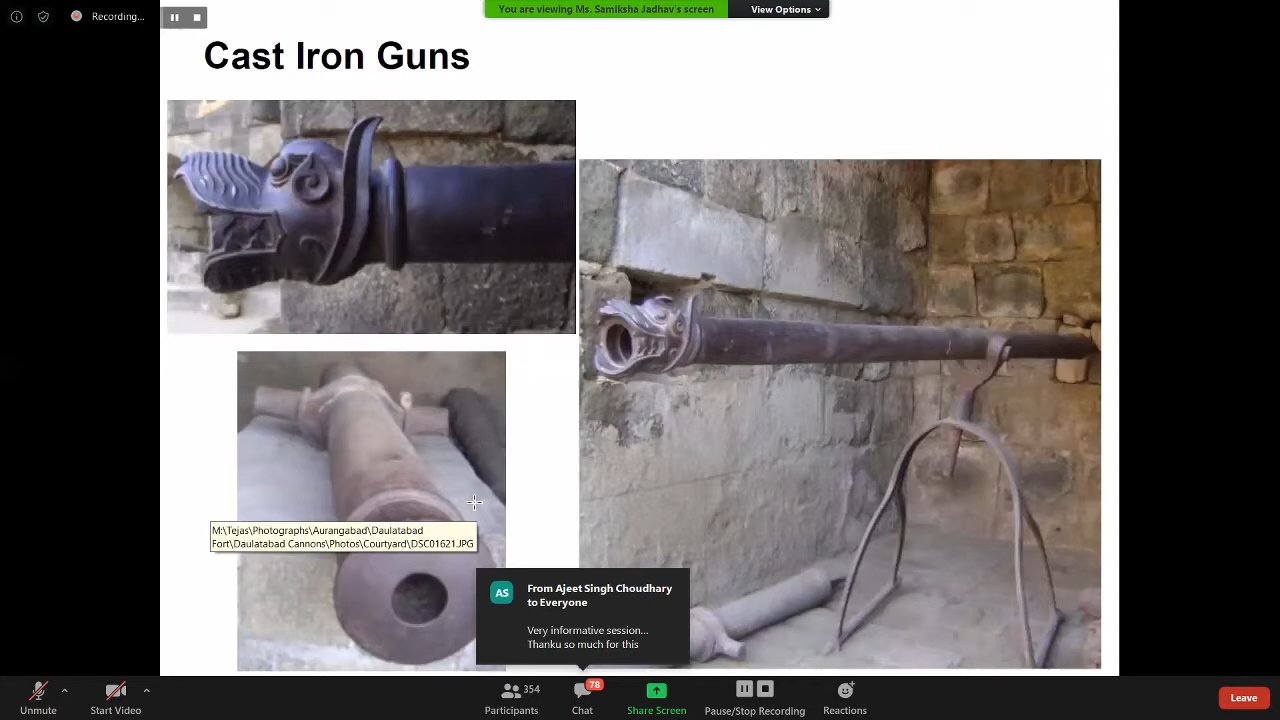 Recording...
You are viewing Ms. Samiksha Jadhav's screen
View Options
Cast Iron Guns
M:\Tejas\Photographs\Aurangabad\Daulatabad
Fort\Daulatabad Cannons\Photos\Courtyard\DSC01621.JPG
AS
From Ajeet Singh Choudhary
to Everyone
Very informative session...
Thanku so much for this
Unmute
Start Video
354
Participants
78
Chat
Share Screen
Pause/Stop Recording
Reactions
Leave